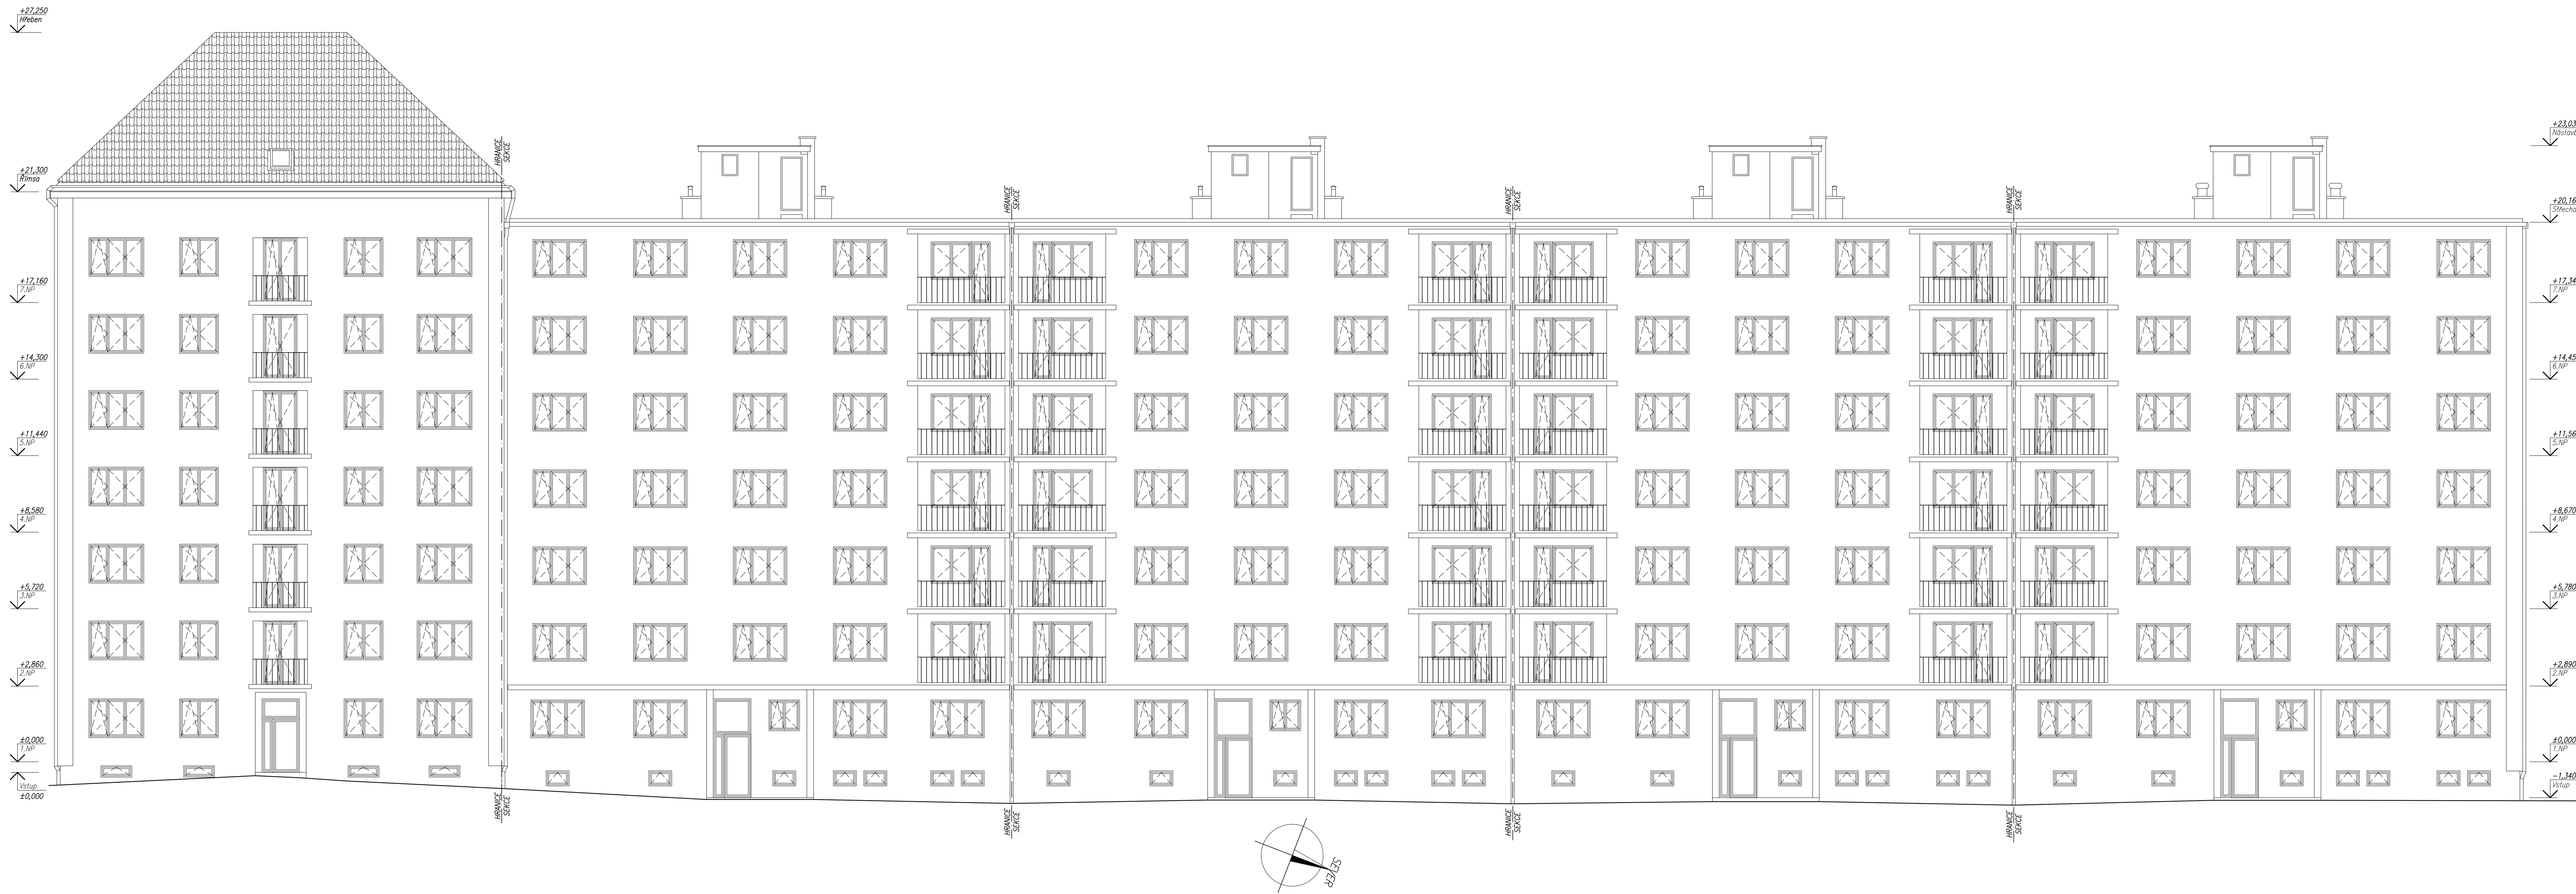 +27,250
Hřeben
+21,300
Římsa
+17,160
7.NP
+14,300
6.NP
+11,440
5.NP
+8,580
4.NP
+5,720
3.NP
+2,860
2.NP
±0,000
1.NP
Vstup
±0,000
HRANICE
SEKCE
HRANICE
SEKCE
HRANICE
SEKCE
HRANICE
SEKCE
HRANICE
SEKCE
HRANICE
SEKCE
HRANICE
SEKCE
HRANICE
SEKCE
SEVER
+23,03
Nástavb
+20,16
Střecha
+17,34
7.NP
+14,45
6.NP
+11,56
5.NP
+8,670
4.NP
+5,780
3.NP
+2,890
2.NP
±0,000
1.NP
-1,340
Vstup